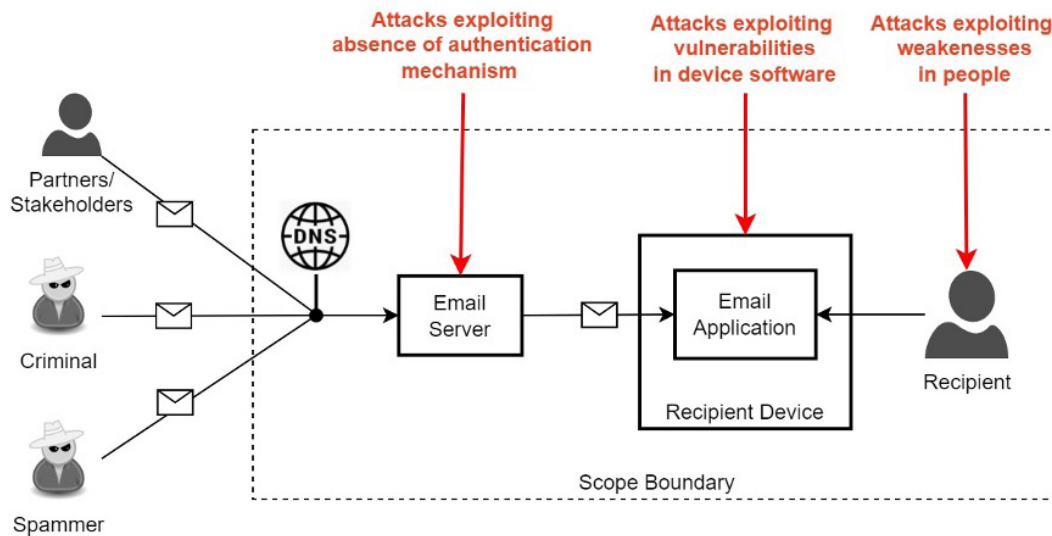 Attacks exploiting
absence of authentication
mechanism
Attacks exploiting
vulnerabilities
in device software
Attacks exploiting
weakenesses
in people
Partners/
Stakeholders
DNS
Email
Server
Email
Application
Criminal
Recipient
Recipient Device
Scope Boundary
Spammer